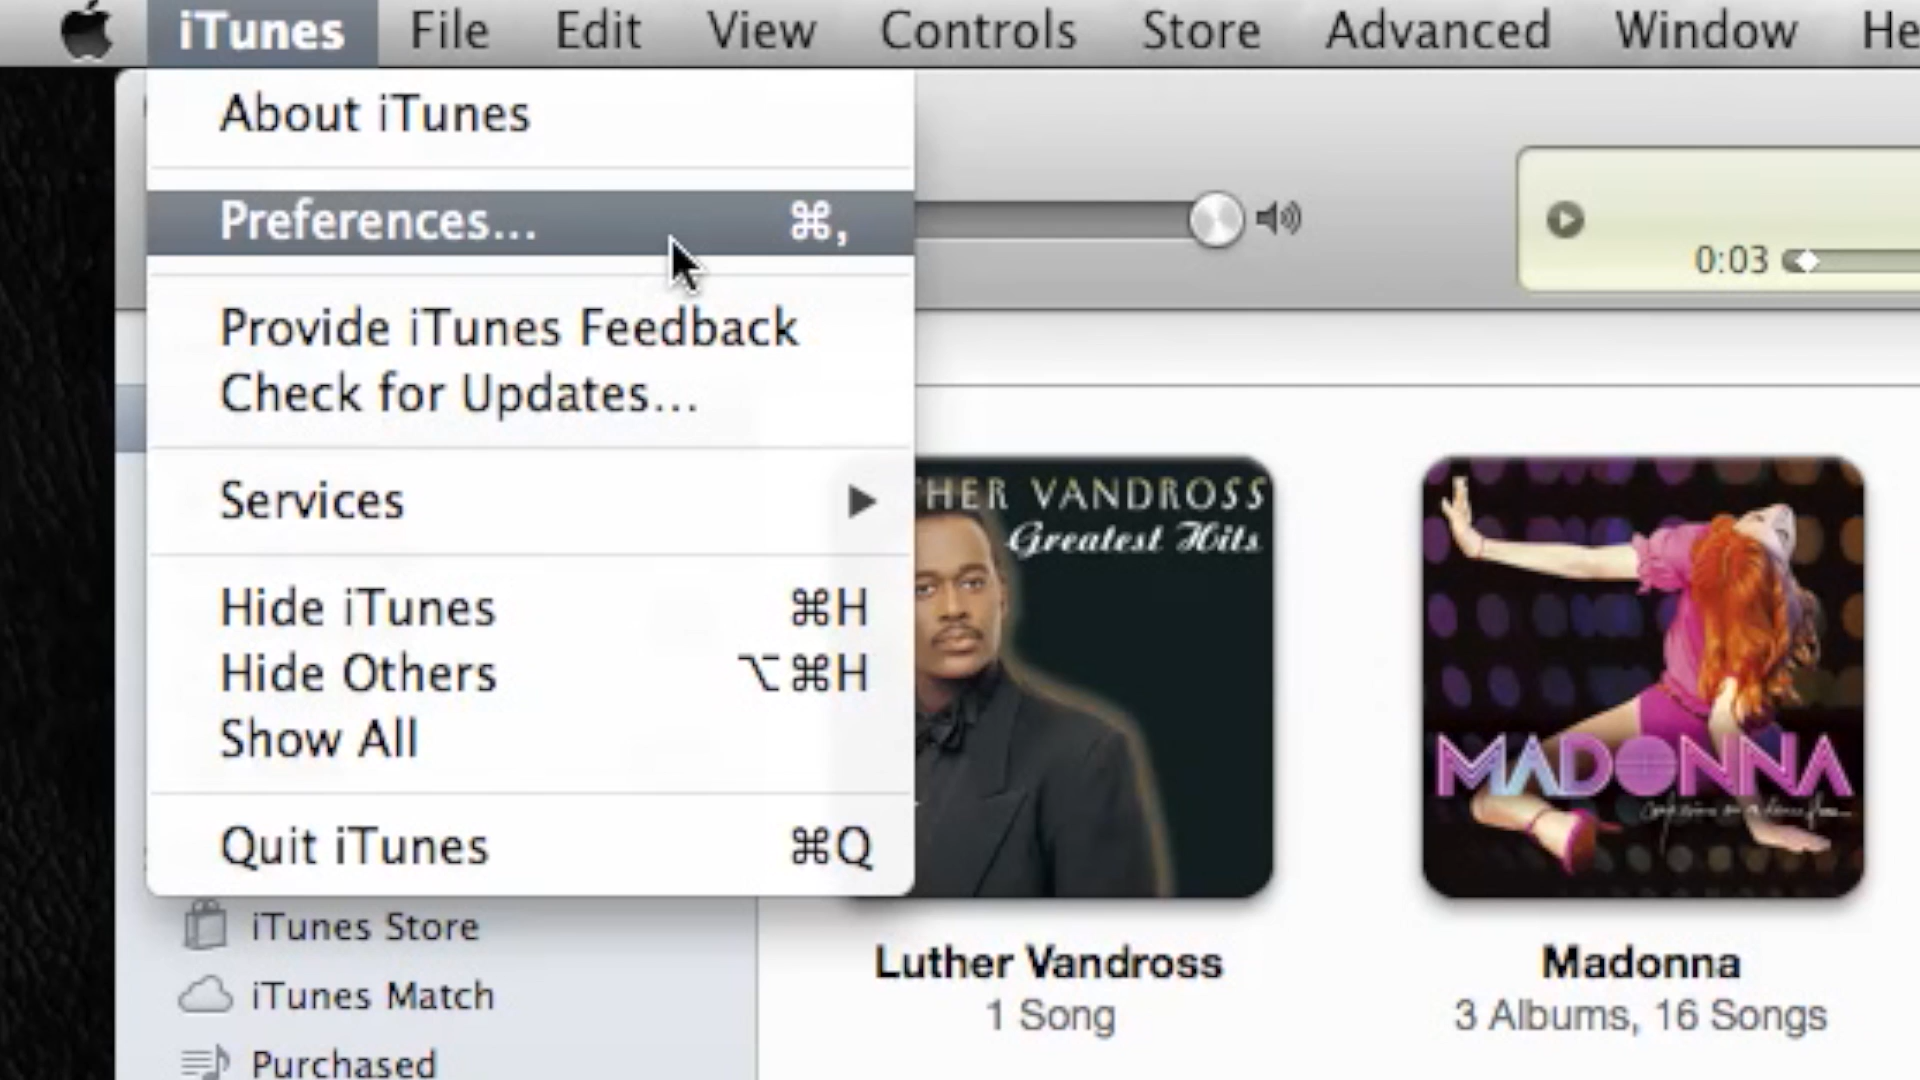 iTunes File Edit View Controls Store Advanced Window He
About iTunes
Preferences... ⌘,
0:03
Provide iTunes Feedback
Check for Updates...
Services
Hide iTunes ⌘H
Hide Others ⌥⌘H
Show All
Quit iTunes ⌘Q
HER VANDROSS
Greatest Hits
MADONNA
iTunes Store
iTunes Match
Purchased
Luther Vandross
1 Song
Madonna
3 Albums, 16 Songs